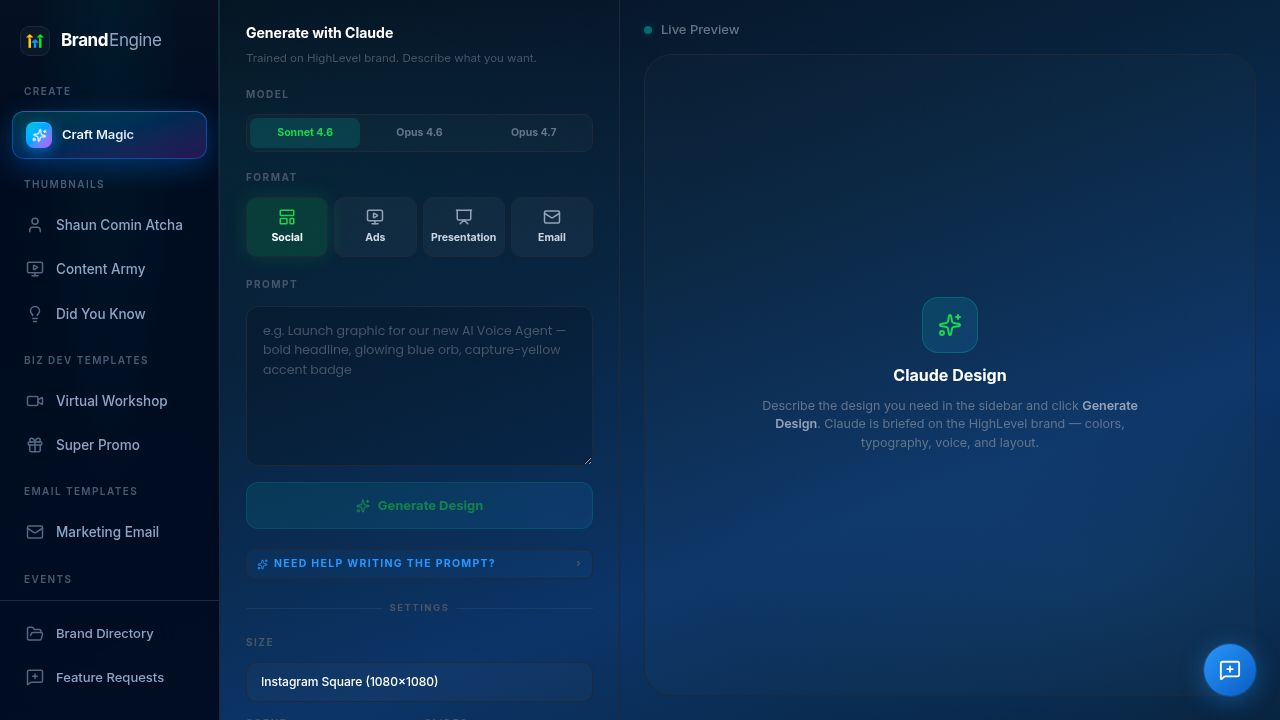 BrandEngine
CREATE
Craft Magic
THUMBNAILS
Shaun Comin Atcha
Content Army
Did You Know
BIZ DEV TEMPLATES
Virtual Workshop
Super Promo
EMAIL TEMPLATES
Marketing Email
EVENTS
Brand Directory
Feature Requests
Generate with Claude
Trained on HighLevel brand. Describe what you want.
MODEL
Sonnet 4.6
Opus 4.6
Opus 4.7
FORMAT
Social
Ads
Presentation
Email
PROMPT
e.g. Launch graphic for our new AI Voice Agent —
bold headline, glowing blue orb, capture-yellow
accent badge
Generate Design
NEED HELP WRITING THE PROMPT?
SETTINGS
SIZE
Instagram Square (1080×1080)
Live Preview
Claude Design
Describe the design you need in the sidebar and click Generate
Design. Claude is briefed on the HighLevel brand — colors,
typography, voice, and layout.